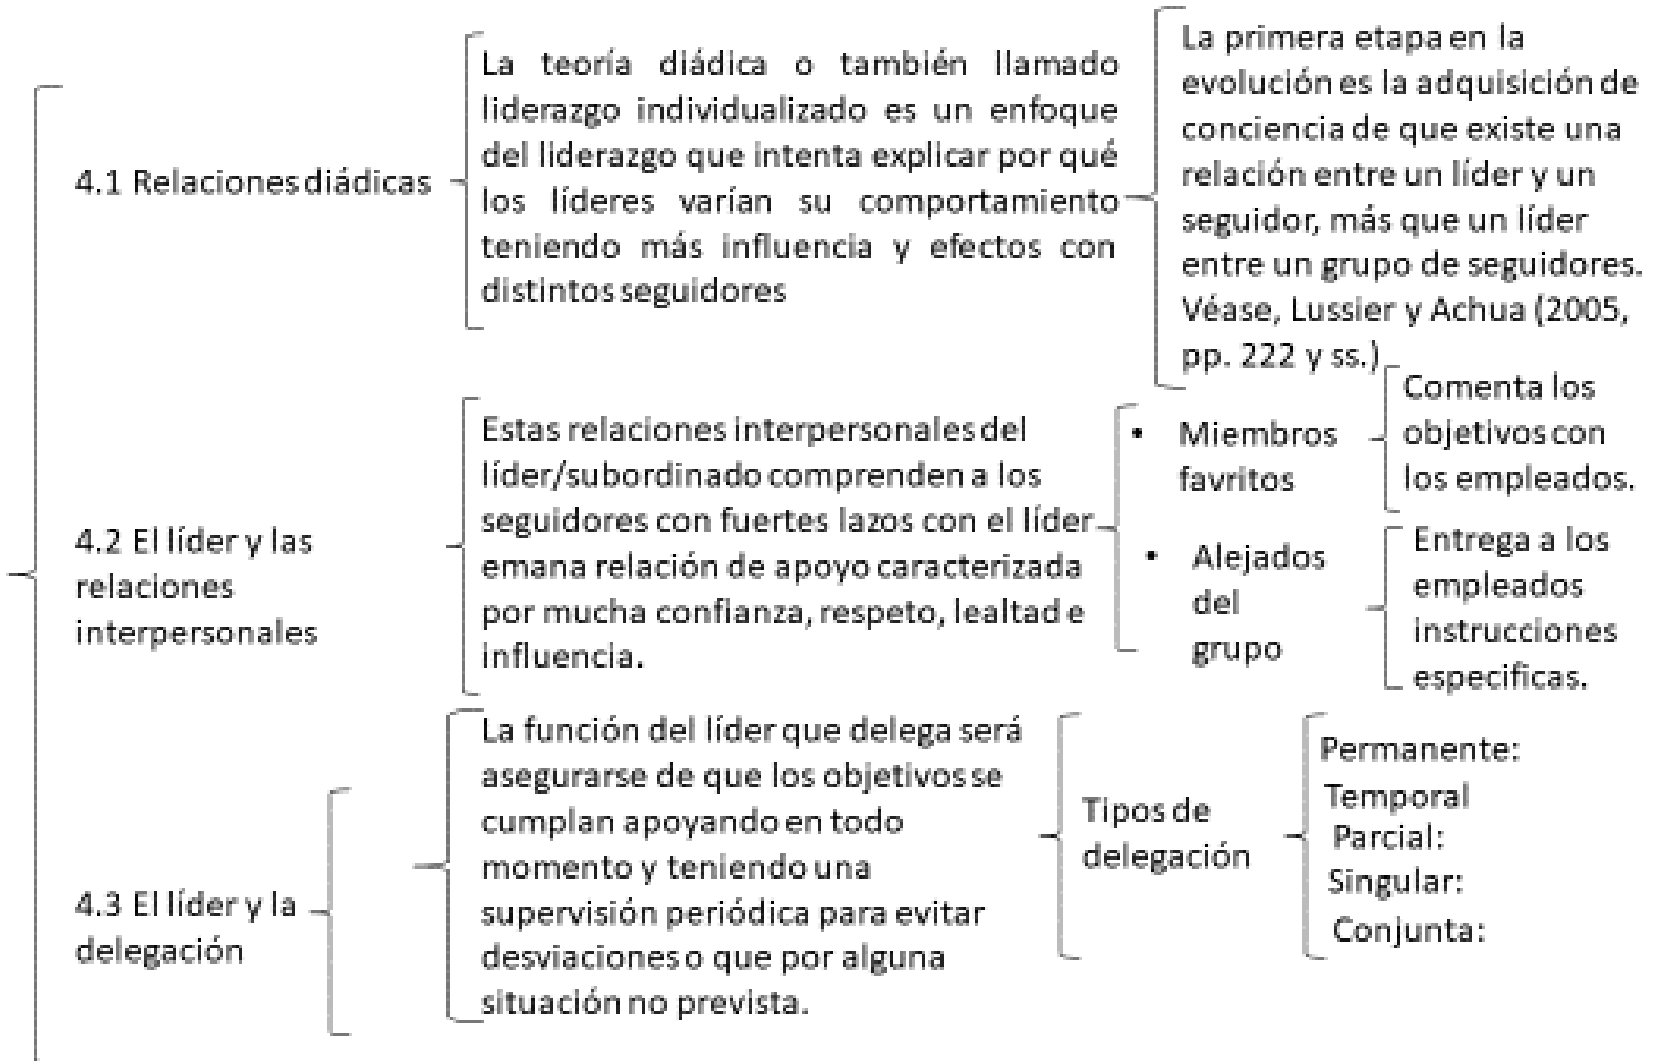 4.1 Relaciones diádicas
La teoría diádica o también llamado
liderazgo individualizado es un enfoque
del liderazgo que intenta explicar por qué
los líderes varían su comportamiento
teniendo más influencia y efectos con
distintos seguidores
La primera etapa en la
evolución es la adquisición de
conciencia de que existe una
relación entre un líder y un
seguidor, más que un líder
entre un grupo de seguidores.
Véase, Lussier y Achua (2005,
pp. 222 y ss.)
4.2 El líder y las
relaciones
interpersonales
Estas relaciones interpersonales del
líder/subordinado comprenden a los
seguidores con fuertes lazos con el líder
emana relación de apoyo caracterizada
por mucha confianza, respeto, lealtad e
influencia.
• Miembros
favritos
Comenta los
objetivos con
los empleados.
• Alejados
del
grupo
Entrega a los
empleados
instrucciones
especificas.
4.3 El líder y la
delegación
La función del líder que delega será
asegurarse de que los objetivos se
cumplan apoyando en todo
momento y teniendo una
supervisión periódica para evitar
desviaciones o que por alguna
situación no prevista.
Tipos de
delegación
Permanente:
Temporal
Parcial:
Singular:
Conjunta: